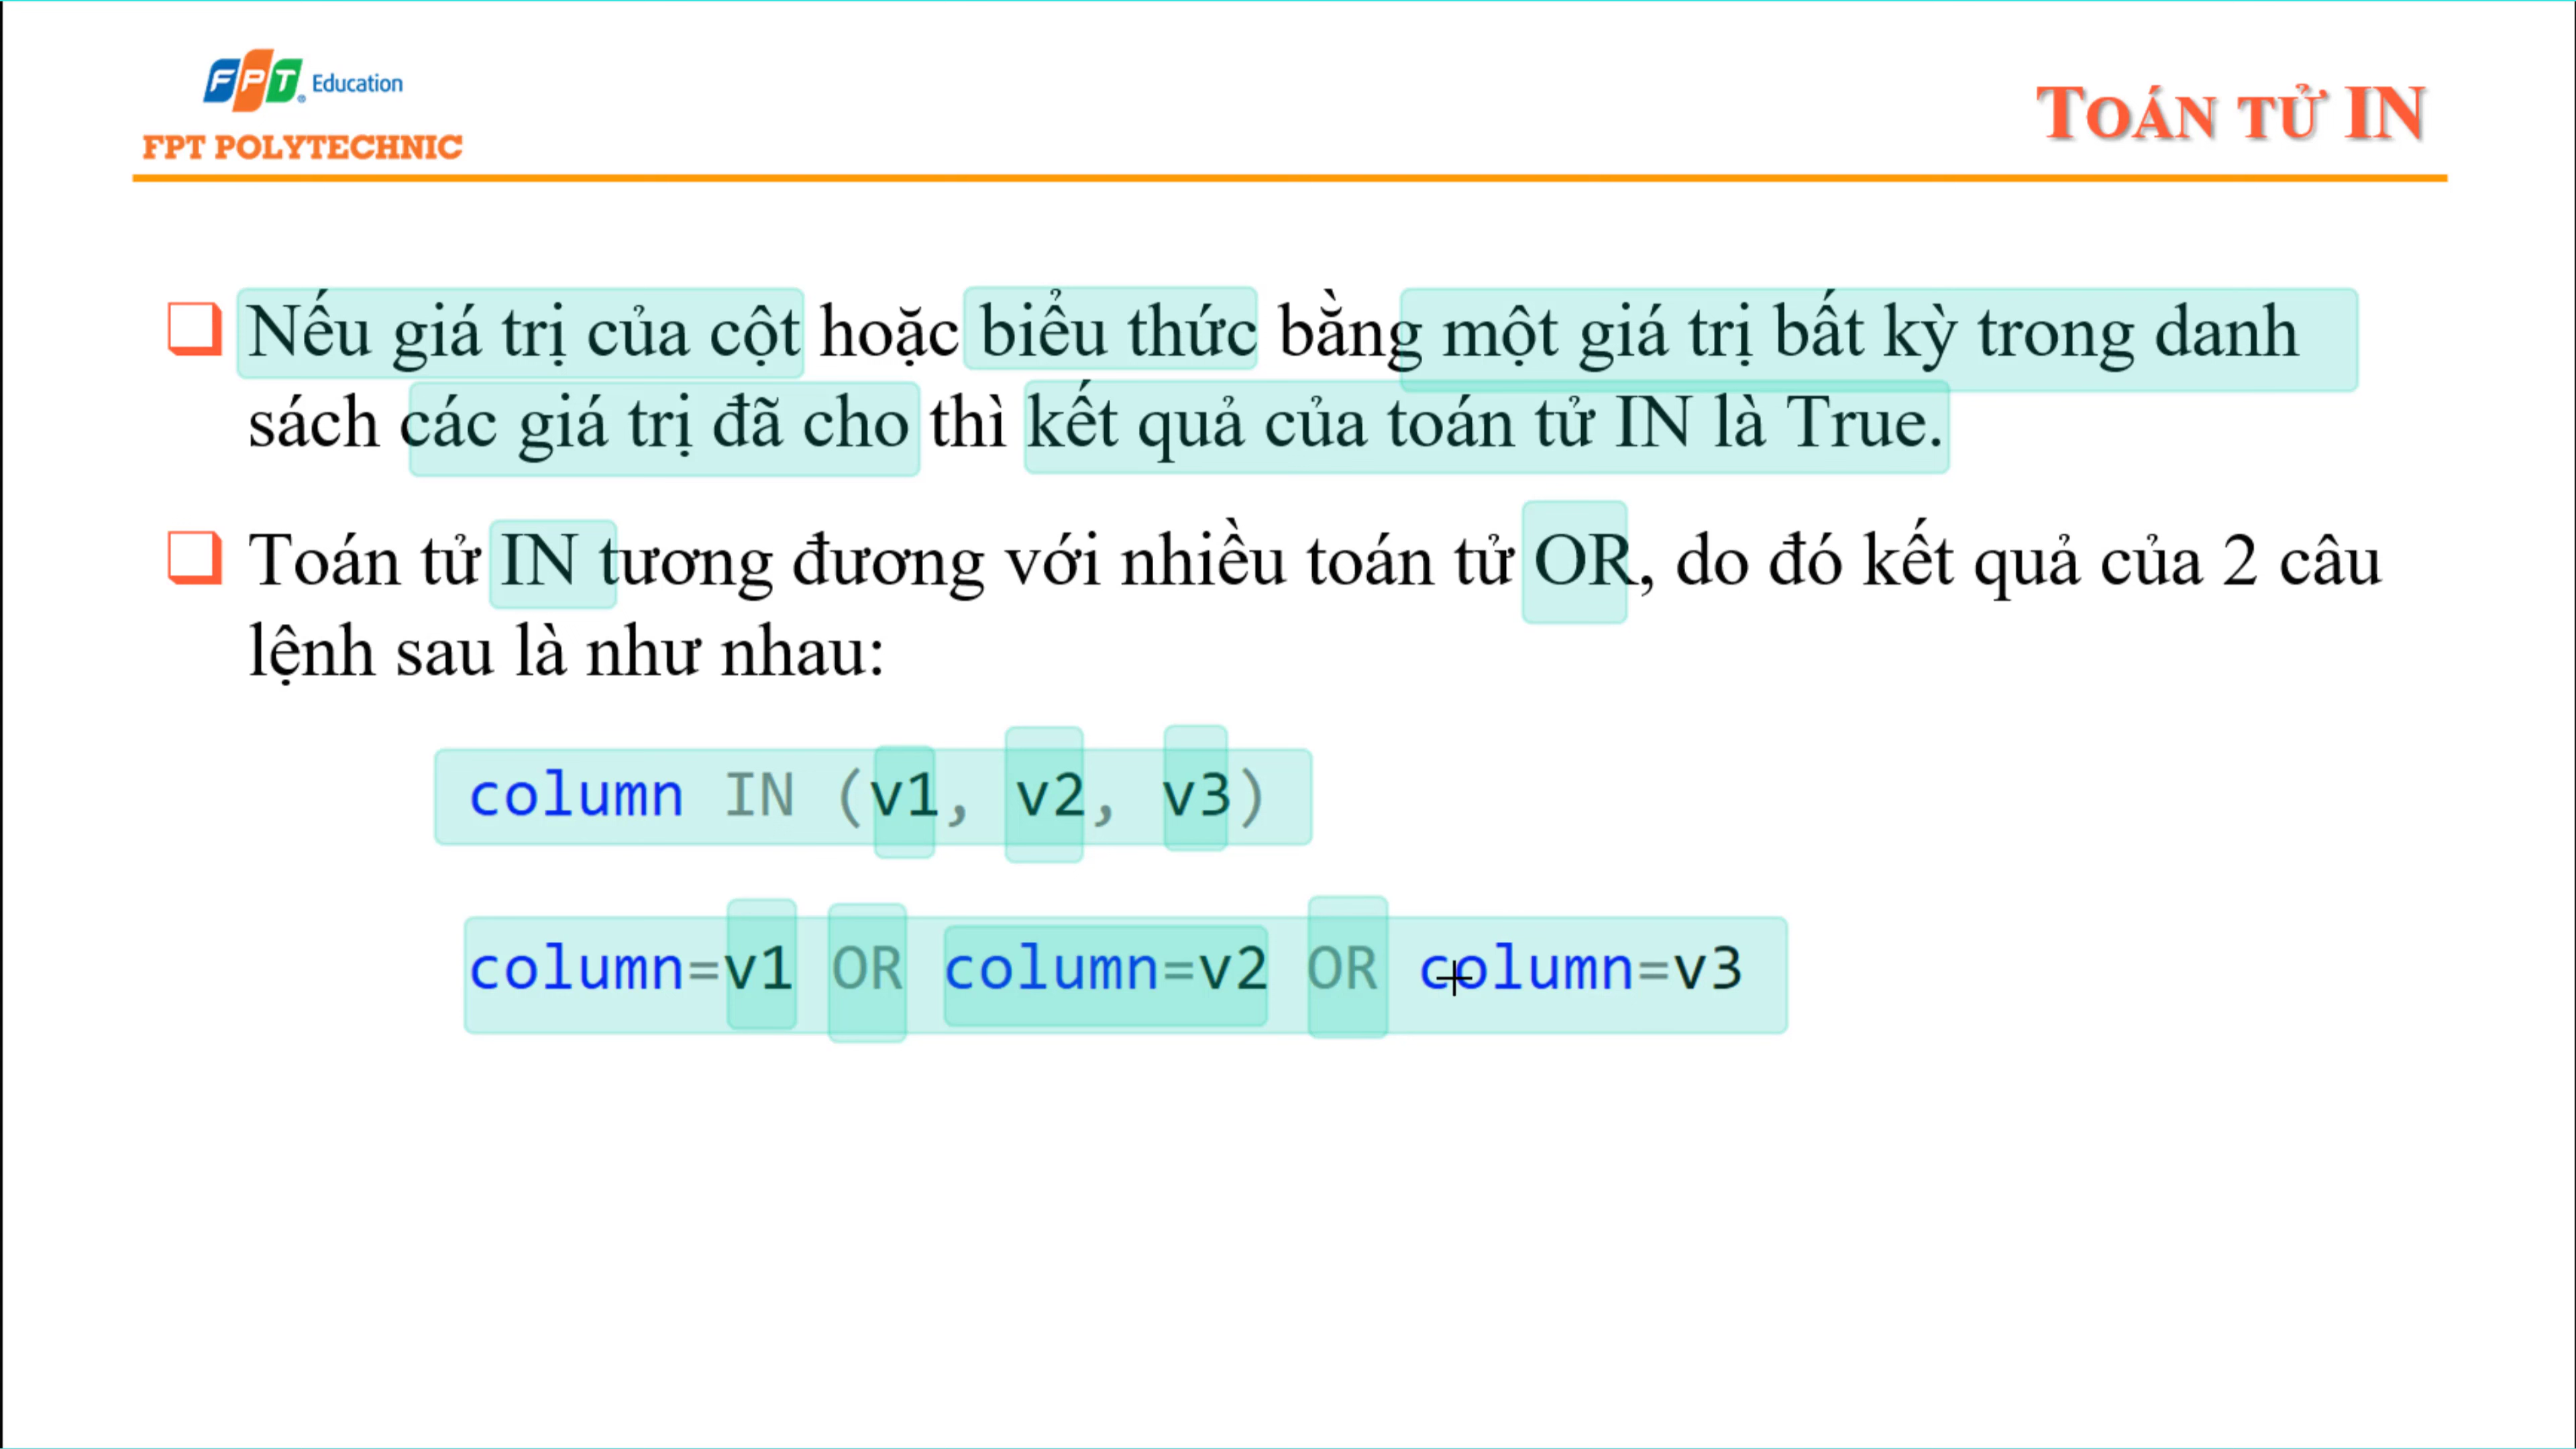 FPT Education
FPT POLYTECHNIC
TOÁN TỬ IN
Nếu giá trị của cột hoặc biểu thức bằng một giá trị bất kỳ trong danh
sách các giá trị đã cho thì kết quả của toán tử IN là True.
Toán tử IN tương đương với nhiều toán tử OR, do đó kết quả của 2 câu
lệnh sau là như nhau:
column IN (v1, v2, v3)
column=v1 OR column=v2 OR column=v3